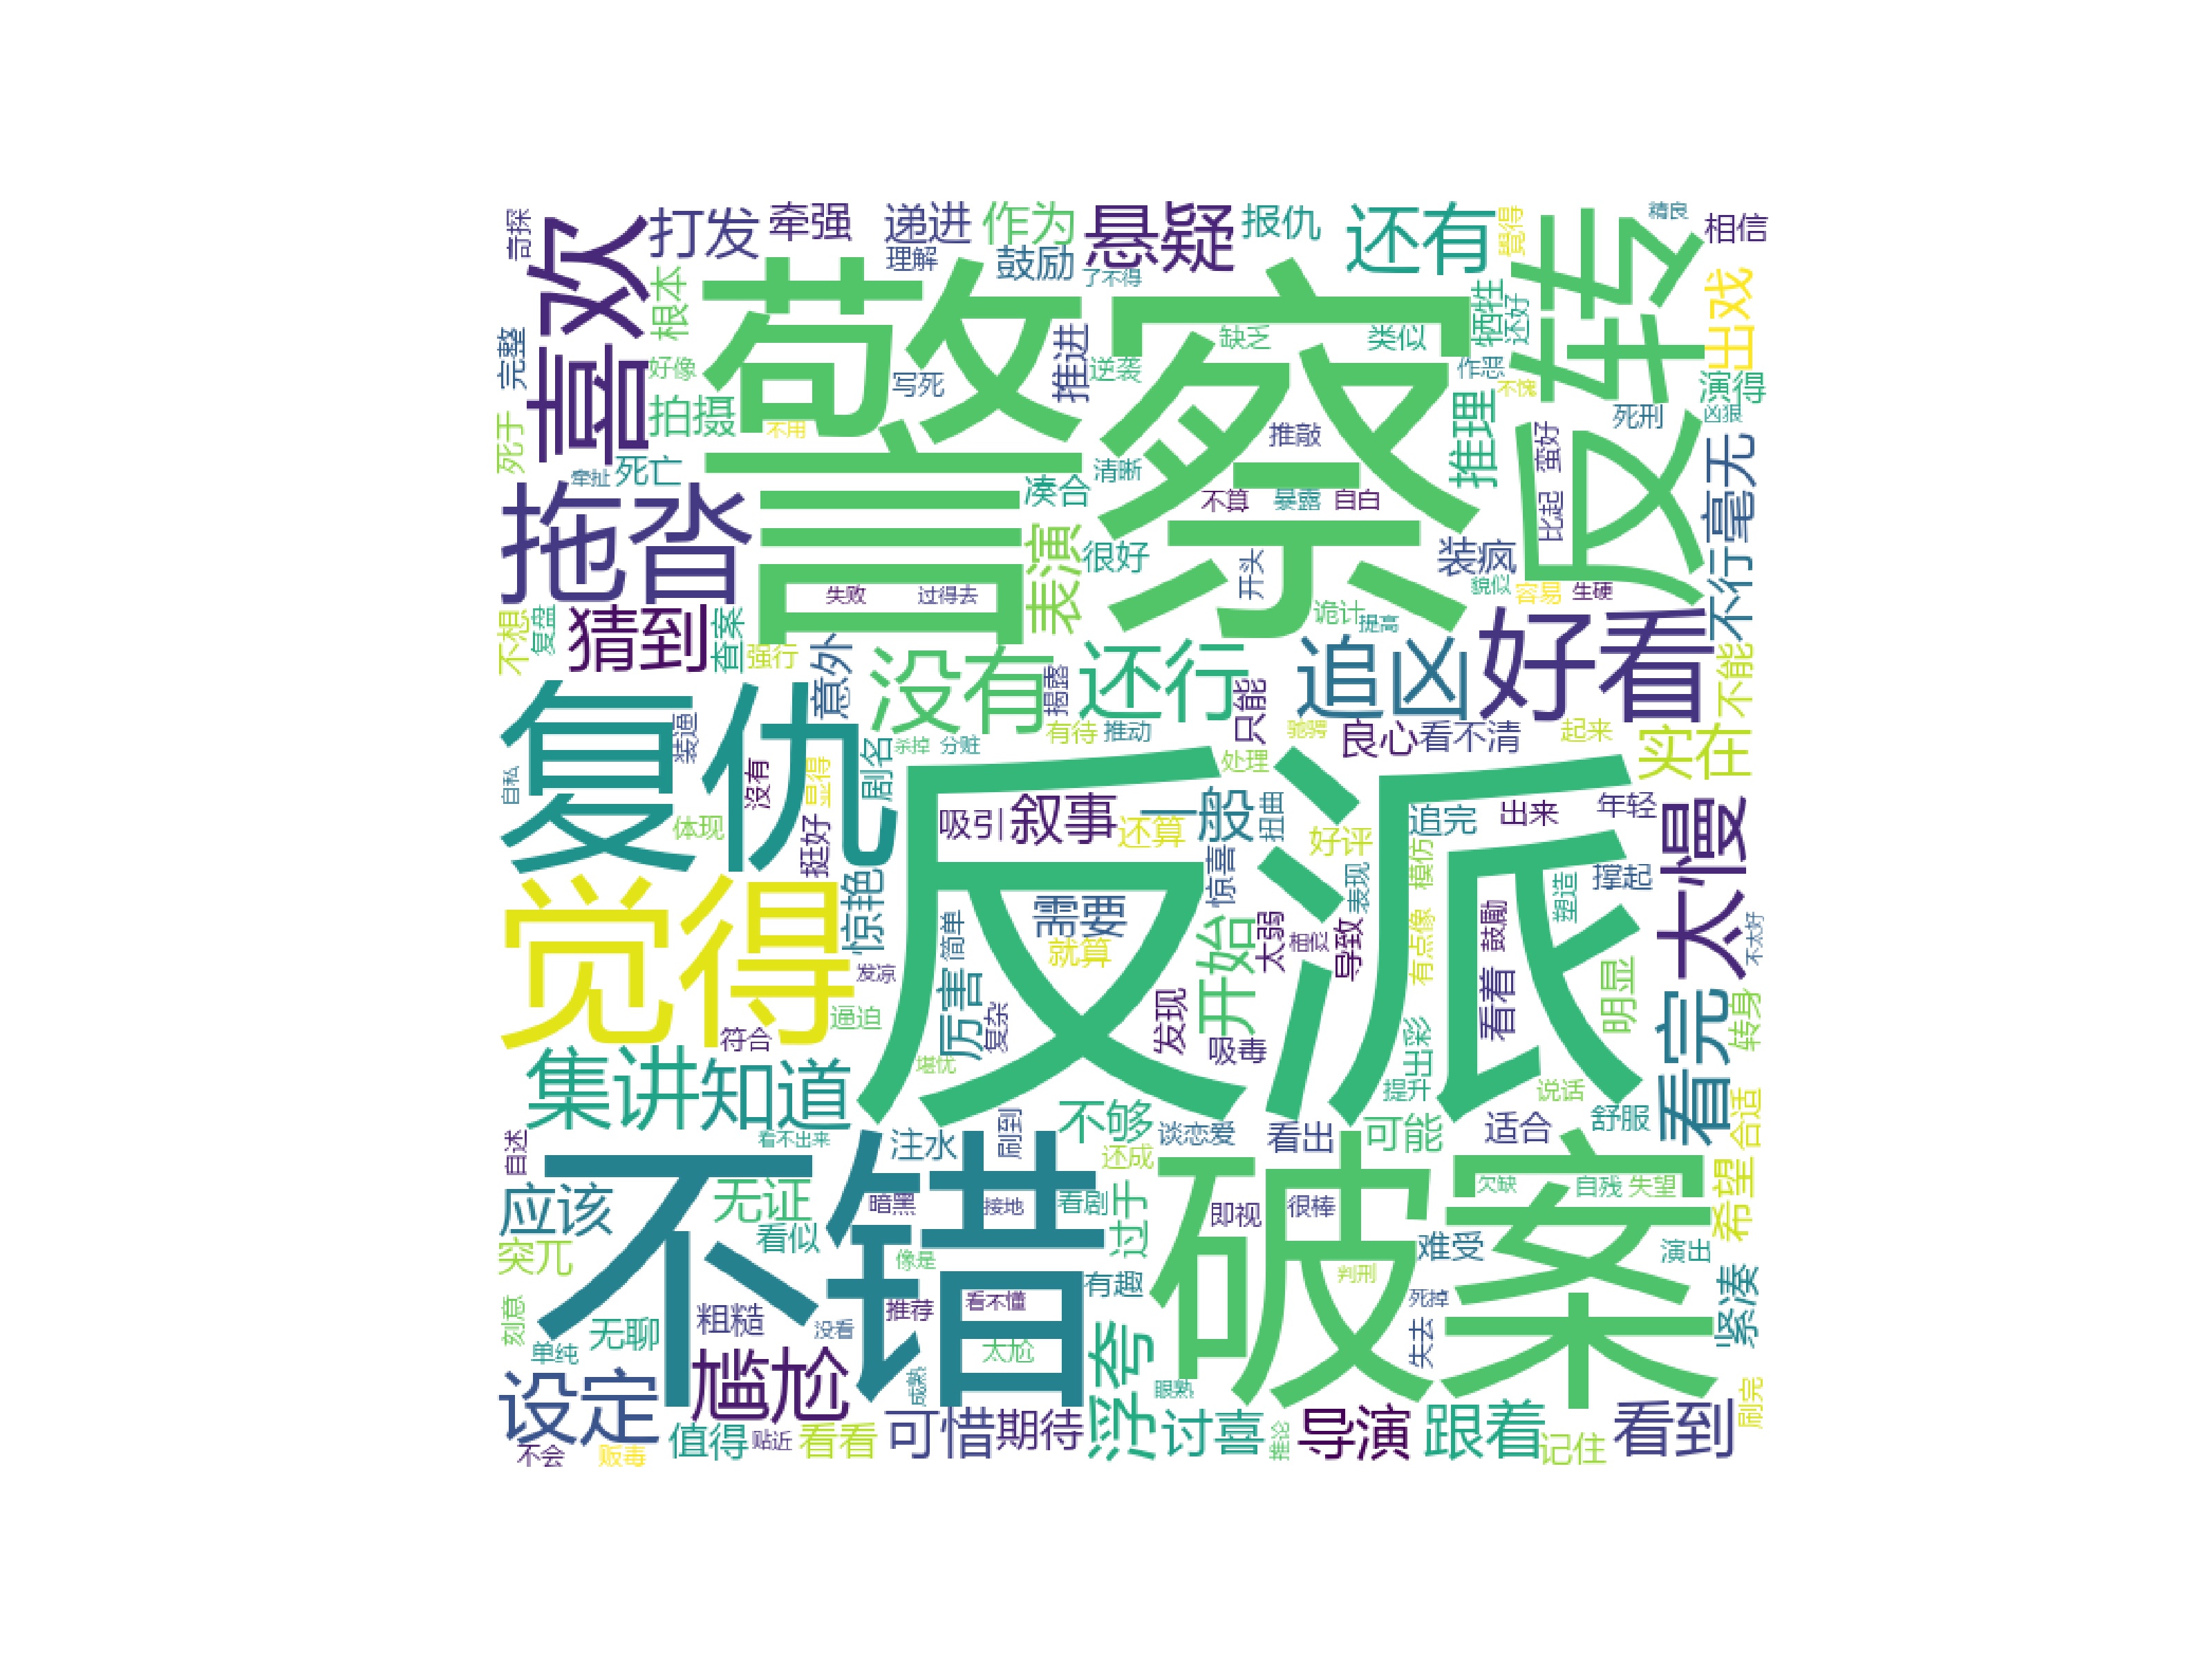 苛探
喜欢
打发
牵强
递进
理解
作为
鼓励
了不得
悬疑
报仇
还有
觉得
反转
精良
相信
出戏
完整
根本
好像
拍摄
警察
写死
推进
逆袭
缺乏
类似
牺牲
还好
作恶
不愧
演得
死刑
凶狠
死于
牵扯
死亡
不用
凑合
清晰
推敲
不算
暴露
自白
推理
蛮好
比起
毫无
拖沓
表演
很好
开头
装疯
貌似
容易
生硬
不行
失败
过得去
诡计
提高
不想
复盘
猜到
查案
强行
意外
没有
还行
揭露
只能
追凶
好看
不能
装逼
复仇
剧名
杀掉
分赃
有待
推动
驰骋
处理
良心
看不清
起来
实在
自私
没有
显得
体现
挺好
吸引
叙事
还算
一般
扭曲
好评
追完
出来
年轻
太慢
反派
惊艳
惊喜
表现
模仿
撑起
塑造
觉得
简单
需要
就算
开始
太弱
相似
导致
有点像
鼓励
看着
不太好
发凉
厉害
复杂
发现
吸毒
明显
看完
转身
逼迫
符合
堪忧
出彩
提升
说话
集讲
知道
不够
谈恋爱
看出
可能
适合
舒服
合适
自述
看不出来
注水
刷到
还成
不错
破案
应该
无证
看似
暗黑
接地
看剧
过于
即视
很棒
欠缺
自残
失望
希望
突兀
像是
有趣
难受
判刑
演出
刻意
单纯
无聊
粗糙
没看
推荐
看不懂
太尬
死掉
失去
紧凑
设定
尴尬
成熟
浮夸
眼熟
刷完
不会
贩毒
值得
贴近
看看
可惜
期待
讨喜
推论
导演
跟着
记住
看到